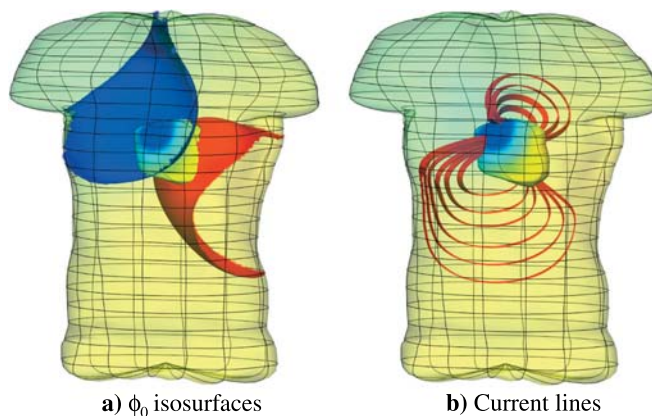 a) ϕ₀ isosurfaces
b) Current lines